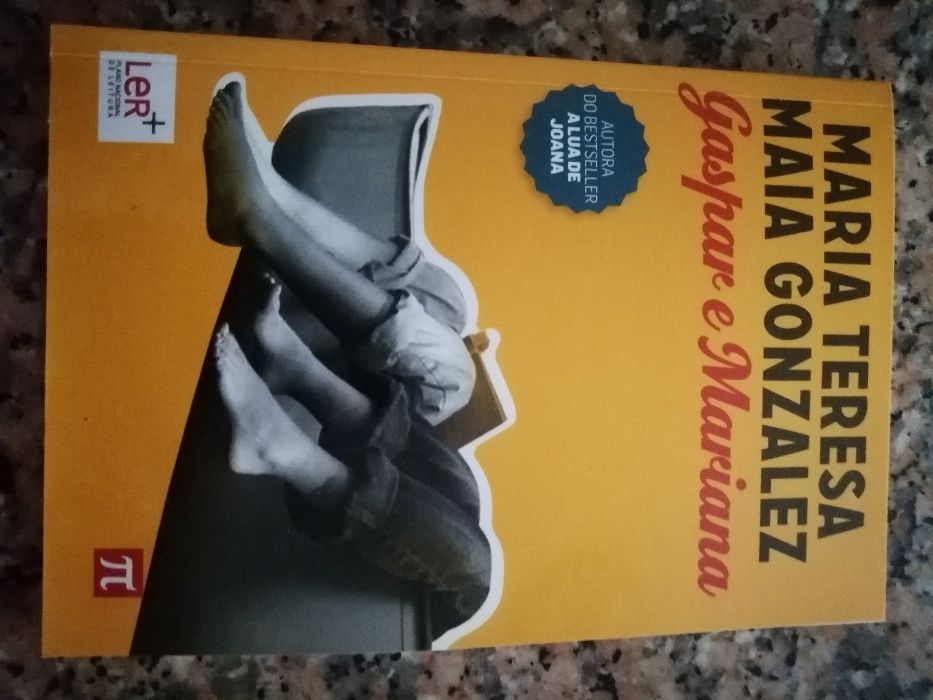 MARIA TERESA
MAIA GONZALEZ
Gaspar e Mariana
AUTORA
DO BESTSELLER
A LUA DE
JOANA
LeR+
PLANO NACIONAL
DE LEITURA
π